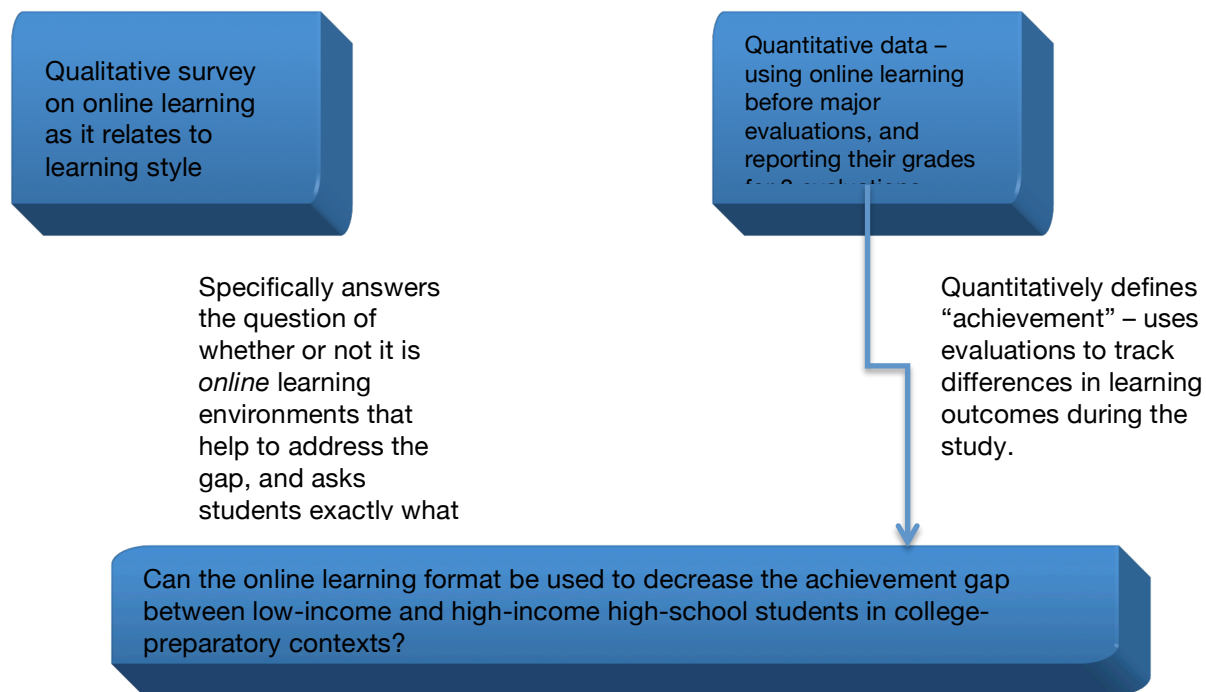 Qualitative survey
on online learning
as it relates to
learning style
Quantitative data –
using online learning
before major
evaluations, and
reporting their grades
for evaluations
Specifically answers
the question of
whether or not it is
online learning
environments that
help to address the
gap, and asks
students exactly what
Quantitatively defines
“achievement” – uses
evaluations to track
differences in learning
outcomes during the
study.
Can the online learning format be used to decrease the achievement gap
between low-income and high-income high-school students in college-
preparatory contexts?